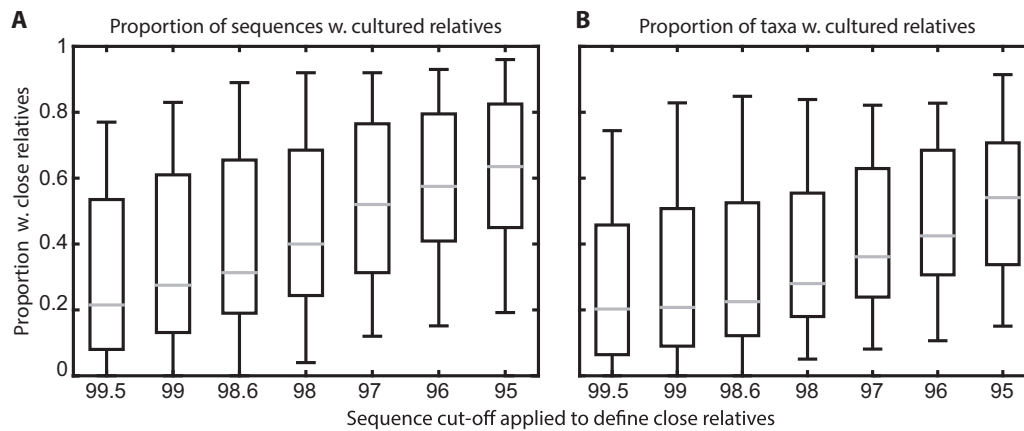 A
Proportion of sequences w. cultured relatives
B
Proportion of taxa w. cultured relatives
Proportion w. close relatives
1
0.8
0.6
0.4
0.2
0
99.5 99 98.6 98 97 96 95
99.5 99 98.6 98 97 96 95
Sequence cut-off applied to define close relatives